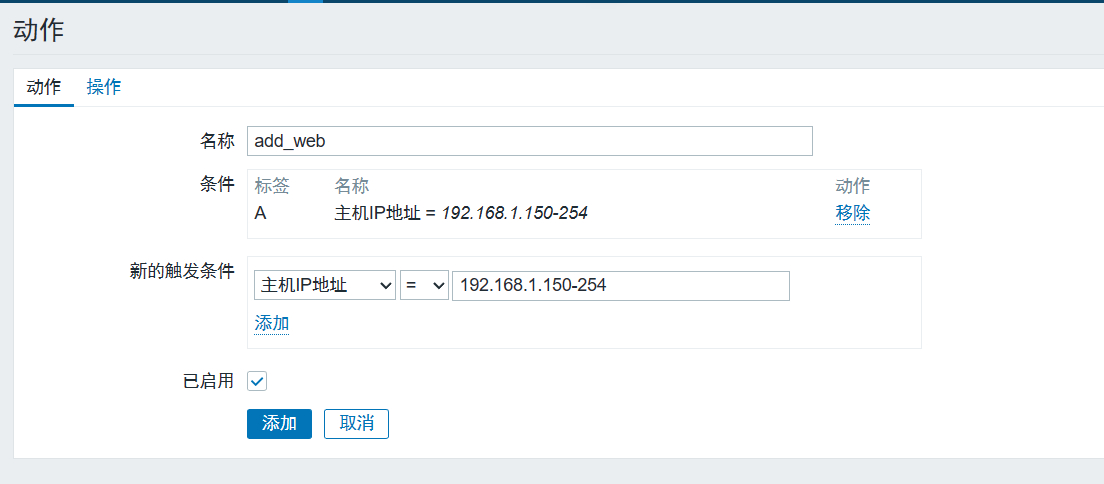 动作
动作 操作
名称 add_web
条件 标签 名称 动作
A 主机IP地址 = 192.168.1.150-254 移除
新的触发条件 主机IP地址 = 192.168.1.150-254
添加
已启用
添加 取消